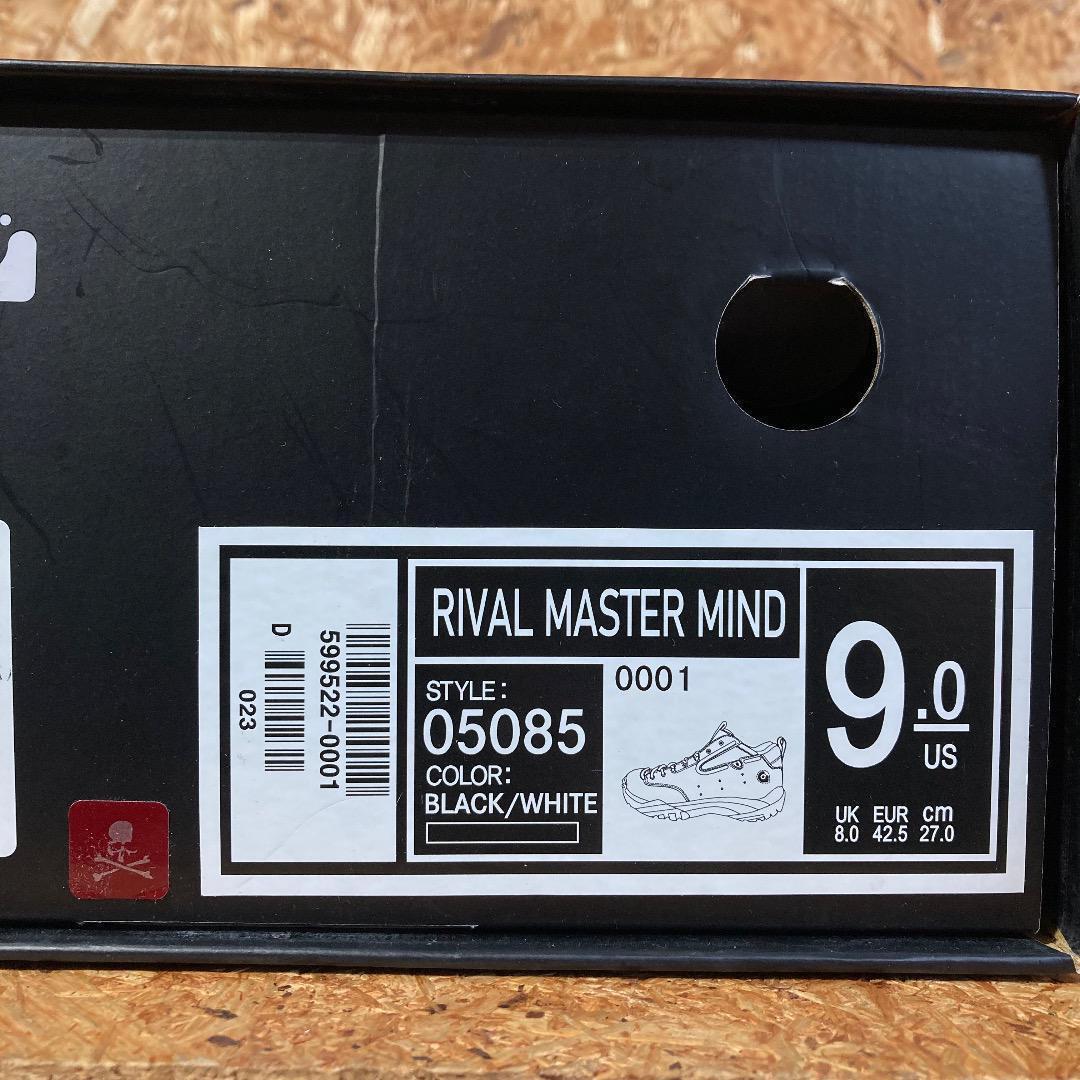 D
023
599522-0001
RIVAL MASTER MIND
STYLE:
05085
COLOR:
BLACK/WHITE
0001
9.0
US
UK EUR cm
8.0 42.5 27.0